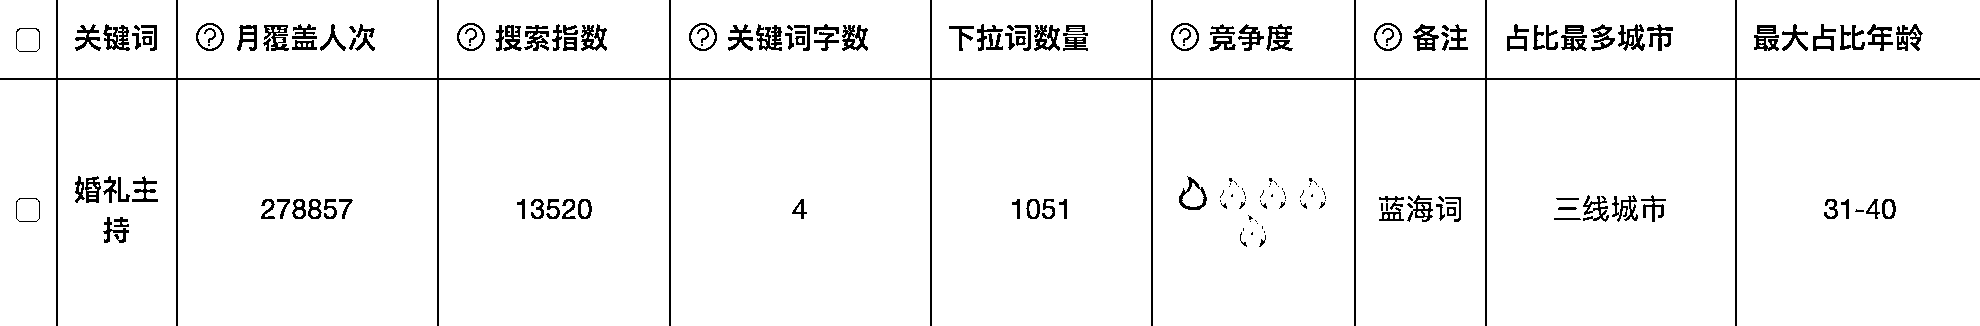 关键词 ? 月覆盖人次 ? 搜索指数 ? 关键词字数 下拉词数量 ? 竞争度 ? 备注 占比最多城市 最大占比年龄
婚礼主持 278857 13520 4 1051 蓝海词 三线城市 31-40